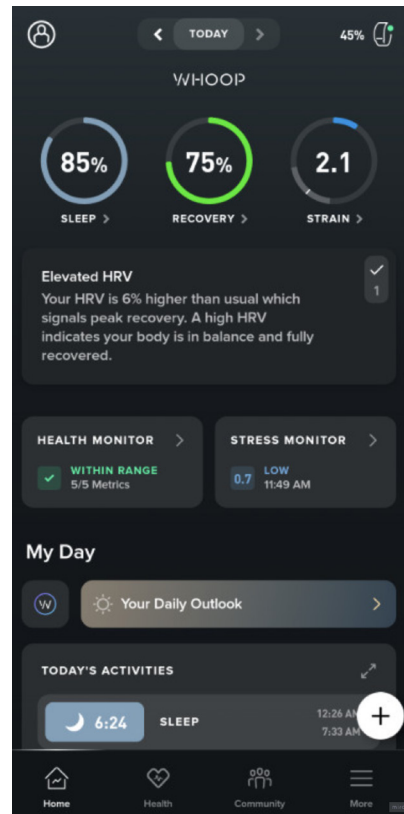 TODAY
45%
WHOOP
85%
75%
2.1
SLEEP
RECOVERY
STRAIN
Elevated HRV
Your HRV is 6% higher than usual which
signals peak recovery. A high HRV
indicates your body is in balance and fully
recovered.
1
HEALTH MONITOR
WITHIN RANGE
5/5 Metrics
STRESS MONITOR
0.7
LOW
11:49 AM
My Day
W
Your Daily Outlook
TODAY'S ACTIVITIES
6:24
SLEEP
12:26 AM
7:33 AM
Home
Health
Community
More